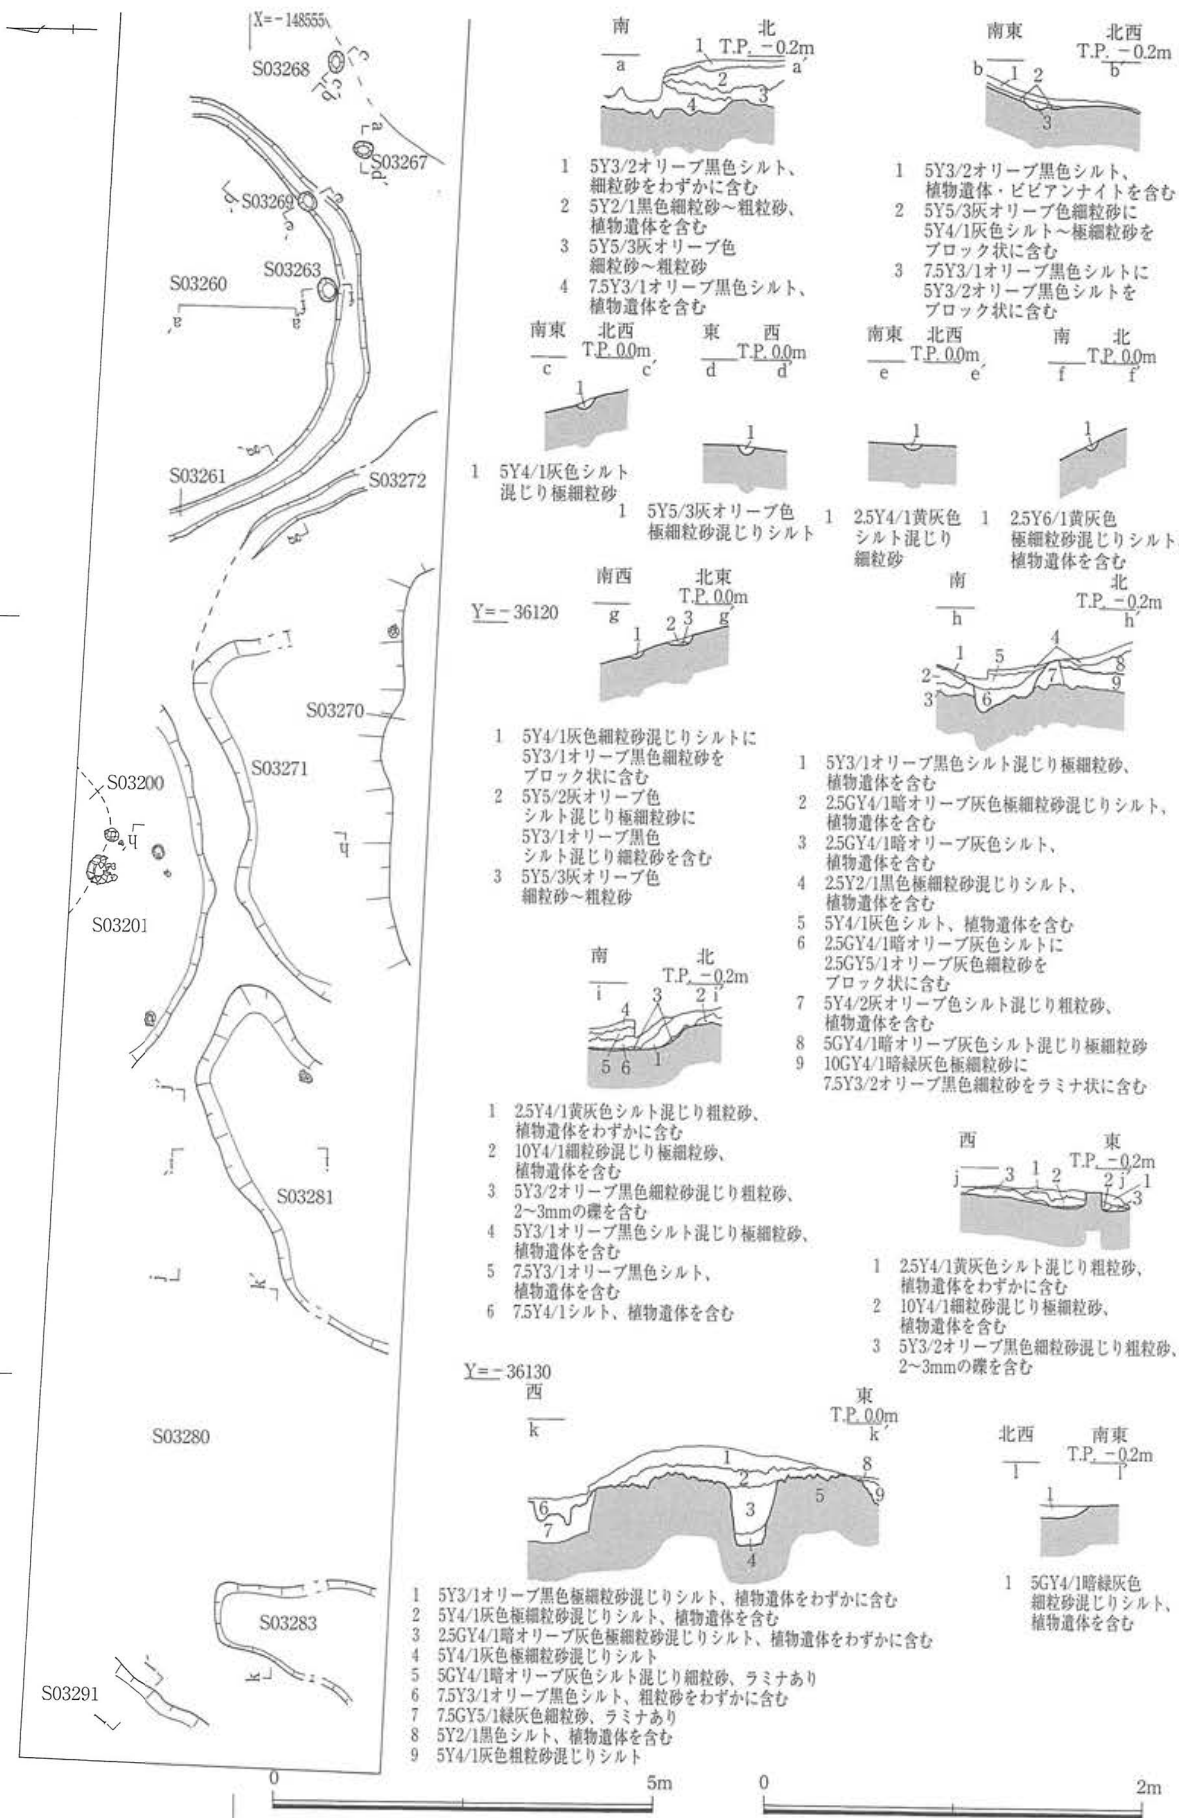 X=-148555
S03268
c'
c
b'
a
S03267
d'
b
S03269
e
e'
S03263
S03260
f
f'
a
a'
g'
S03261
S03272
g
S03270
S03271
S03200
h'
h
S03201
j'
i'
i
S03281
j
k'
S03280
S03283
k
S03291
l'
l
0
5m
0
2m
南 北
T.P. -0.2m
a a'
1
2
3
4
1 5Y3/2オリーブ黒色シルト、
細粒砂をわずかに含む
2 5Y2/1黒色細粒砂～粗粒砂、
植物遺体を含む
3 5Y5/3灰オリーブ色
細粒砂～粗粒砂
4 7.5Y3/1オリーブ黒色シルト、
植物遺体を含む
南東 北西
T.P. -0.2m
b b'
1 2
3
1 5Y3/2オリーブ黒色シルト、
植物遺体・ビビアンナイトを含む
2 5Y5/3灰オリーブ色細粒砂に
5Y4/1灰色シルト～極細粒砂を
ブロック状に含む
3 7.5Y3/1オリーブ黒色シルトに
5Y3/2オリーブ黒色シルトを
ブロック状に含む
南東 北西
T.P. 0.0m
c c'
1
1 5Y4/1灰色シルト
混じり極細粒砂
東 西
T.P. 0.0m
d d'
1
1 5Y5/3灰オリーブ色
極細粒砂混じりシルト
南東 北西
T.P. 0.0m
e e'
1
1 2.5Y4/1黄灰色
シルト混じり
細粒砂
南 北
T.P. 0.0m
f f'
1
1 2.5Y6/1黄灰色
極細粒砂混じりシルト、
植物遺体を含む
Y=-36120
南西 北東
T.P. 0.0m
g g'
1 2 3
1 5Y4/1灰色細粒砂混じりシルトに
5Y3/1オリーブ黒色細粒砂を
ブロック状に含む
2 5Y5/2灰オリーブ色
シルト混じり極細粒砂に
5Y3/1オリーブ黒色
シルト混じり細粒砂を含む
3 5Y5/3灰オリーブ色
細粒砂～粗粒砂
南 北
T.P. -0.2m
h h'
1 5 4
2 8
7 9
3 6
1 5Y3/1オリーブ黒色シルト混じり極細粒砂、
植物遺体を含む
2 2.5GY4/1暗オリーブ灰色極細粒砂混じりシルト、
植物遺体を含む
3 2.5GY4/1暗オリーブ灰色シルト、
植物遺体を含む
4 2.5Y2/1黒色極細粒砂混じりシルト、
植物遺体を含む
5 5Y4/1灰色シルト、植物遺体を含む
6 2.5GY4/1暗オリーブ灰色シルトに
2.5GY5/1オリーブ灰色細粒砂を
ブロック状に含む
7 5Y4/2灰オリーブ色シルト混じり粗粒砂、
植物遺体を含む
8 5GY4/1暗オリーブ灰色シルト混じり極細粒砂
9 10GY4/1暗緑灰色極細粒砂に
7.5Y3/2オリーブ黒色細粒砂をラミナ状に含む
南 北
T.P. -0.2m
i i'
4 3 2
5 6 1
1 2.5Y4/1黄灰色シルト混じり粗粒砂、
植物遺体をわずかに含む
2 10Y4/1細粒砂混じり極細粒砂、
植物遺体を含む
3 5Y3/2オリーブ黒色細粒砂混じり粗粒砂、
2～3mmの礫を含む
4 5Y3/1オリーブ黒色シルト混じり極細粒砂、
植物遺体を含む
5 7.5Y3/1オリーブ黒色シルト、
植物遺体を含む
6 7.5Y4/1シルト、植物遺体を含む
西 東
T.P. -0.2m
j j'
3 1 2 2 1
3
1 2.5Y4/1黄灰色シルト混じり粗粒砂、
植物遺体をわずかに含む
2 10Y4/1細粒砂混じり極細粒砂、
植物遺体を含む
3 5Y3/2オリーブ黒色細粒砂混じり粗粒砂、
2～3mmの礫を含む
Y=-36130
西 東
T.P. 0.0m
k k'
1
2 8
6 3 5 9
7
4
1 5Y3/1オリーブ黒色極細粒砂混じりシルト、植物遺体をわずかに含む
2 5Y4/1灰色極細粒砂混じりシルト、植物遺体を含む
3 2.5GY4/1暗オリーブ灰色極細粒砂混じりシルト、植物遺体をわずかに含む
4 5Y4/1灰色極細粒砂混じりシルト
5 5GY4/1暗オリーブ灰色シルト混じり細粒砂、ラミナあり
6 7.5Y3/1オリーブ黒色シルト、粗粒砂をわずかに含む
7 7.5GY5/1緑灰色細粒砂、ラミナあり
8 5Y2/1黒色シルト、植物遺体を含む
9 5Y4/1灰色粗粒砂混じりシルト
北西 南東
T.P. -0.2m
l l'
1
1 5GY4/1暗緑灰色
細粒砂混じりシルト、
植物遺体を含む